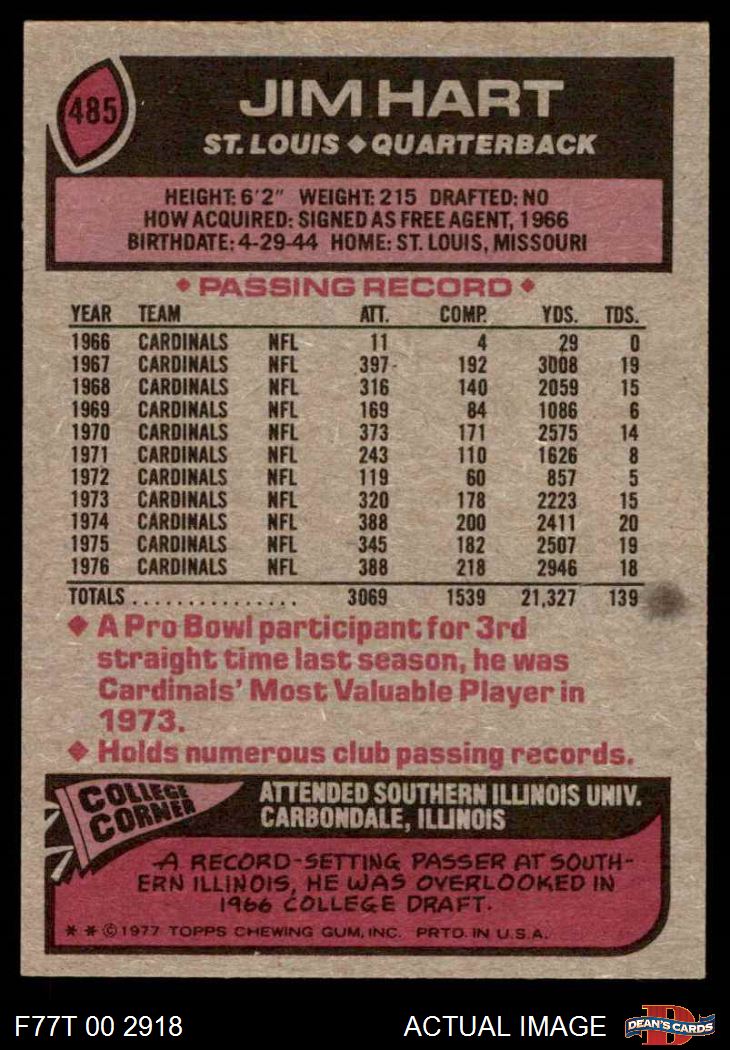 485
JIM HART
ST. LOUIS ◆ QUARTERBACK
HEIGHT: 6'2" WEIGHT: 215 DRAFTED: NO
HOW ACQUIRED: SIGNED AS FREE AGENT, 1966
BIRTHDATE: 4-29-44 HOME: ST. LOUIS, MISSOURI
◆ PASSING RECORD ◆
YEAR TEAM ATT. COMP. YDS. TDS.
1966 CARDINALS NFL 11 4 29 0
1967 CARDINALS NFL 397 192 3008 19
1968 CARDINALS NFL 316 140 2059 15
1969 CARDINALS NFL 169 84 1086 6
1970 CARDINALS NFL 373 171 2575 14
1971 CARDINALS NFL 243 110 1626 8
1972 CARDINALS NFL 119 60 857 5
1973 CARDINALS NFL 320 178 2223 15
1974 CARDINALS NFL 388 200 2411 20
1975 CARDINALS NFL 345 182 2507 19
1976 CARDINALS NFL 388 218 2946 18
TOTALS ................ 3069 1539 21,327 139
◆ A Pro Bowl participant for 3rd
straight time last season, he was
Cardinals' Most Valuable Player in
1973.
◆ Holds numerous club passing records.
COLLEGE
CORNER
ATTENDED SOUTHERN ILLINOIS UNIV.
CARBONDALE, ILLINOIS
A RECORD-SETTING PASSER AT SOUTH-
ERN ILLINOIS, HE WAS OVERLOOKED IN
1966 COLLEGE DRAFT.
* * © 1977 TOPPS CHEWING GUM, INC. PRTD. IN U.S.A.
F77T 00 2918 ACTUAL IMAGE
D
DEAN'S CARDS